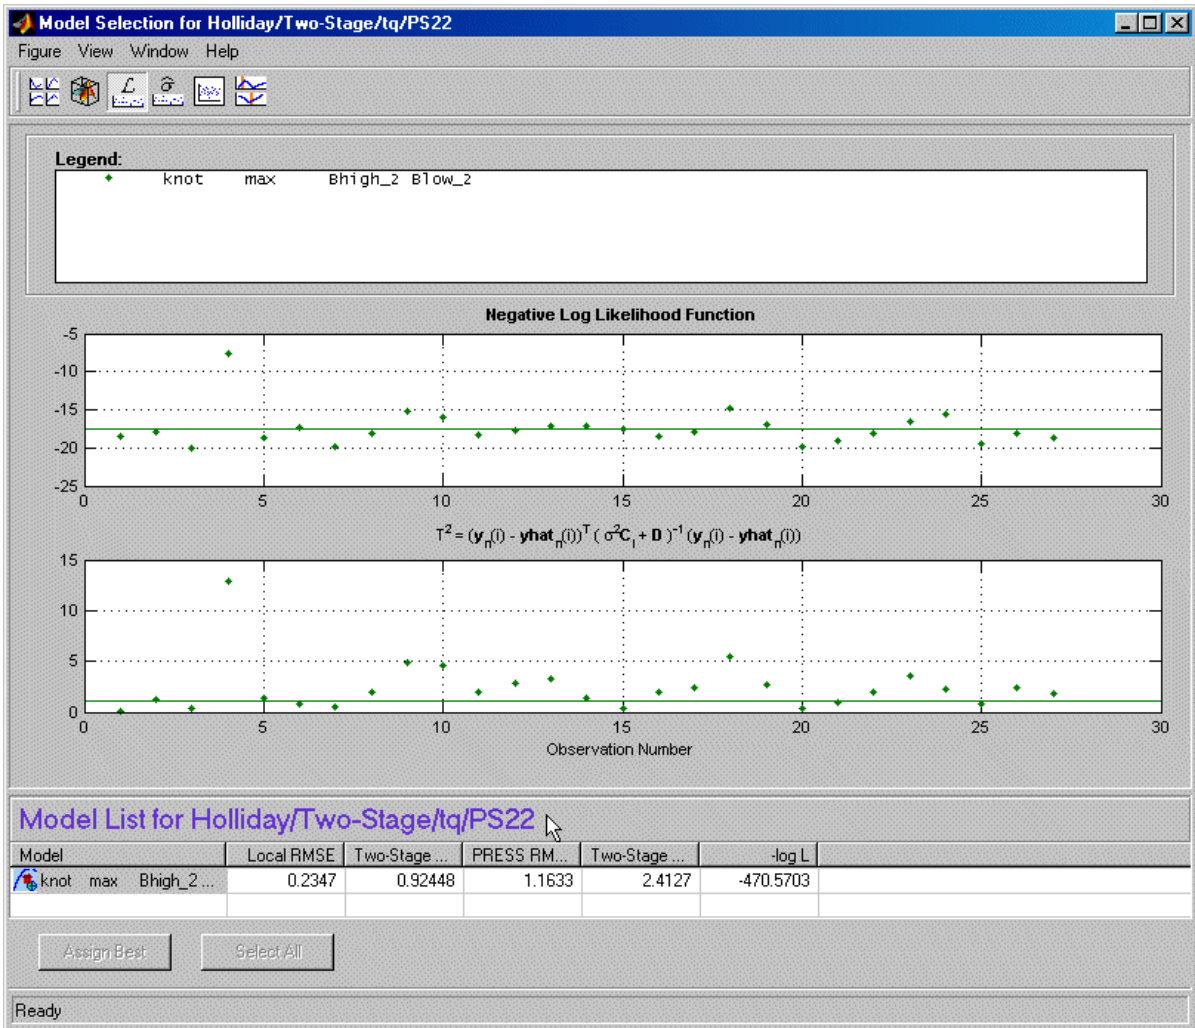 Model Selection for Holliday/Two-Stage/tq/PS22
Figure View Window Help
Legend:
knot max Bhigh_2 Blow_2
Negative Log Likelihood Function
-5
-10
-15
-20
-25
0 5 10 15 20 25 30
T² = (yₙ(i) - yhatₙ(i))ᵀ ( σ²Cᵢ + D )⁻¹ (yₙ(i) - yhatₙ(i))
15
10
5
0
0 5 10 15 20 25 30
Observation Number
Model List for Holliday/Two-Stage/tq/PS22
Model Local RMSE Two-Stage ... PRESS RM... Two-Stage ... -log L
knot max Bhigh_2 ... 0.2347 0.92448 1.1633 2.4127 -470.5703
Assign Best Select All
Ready